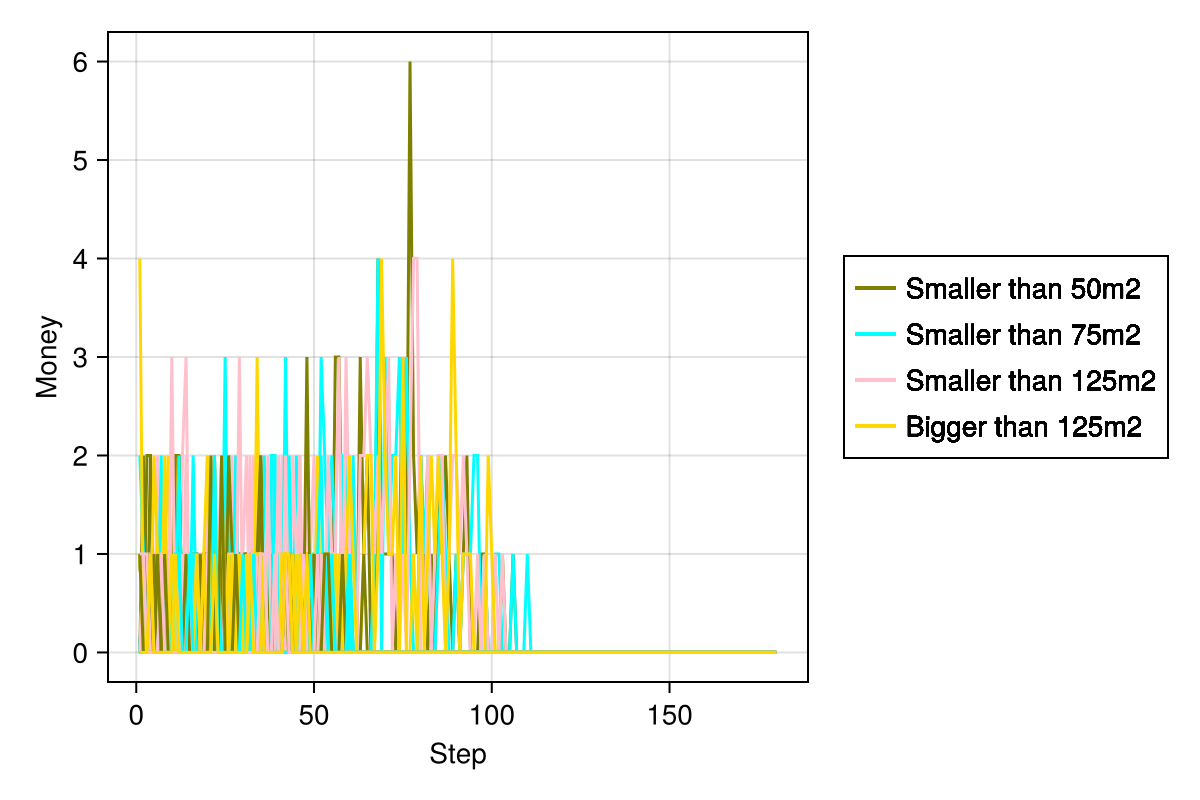 6
5
4
3
2
1
0
Money
0 50 100 150
Step
Smaller than 50m2
Smaller than 75m2
Smaller than 125m2
Bigger than 125m2